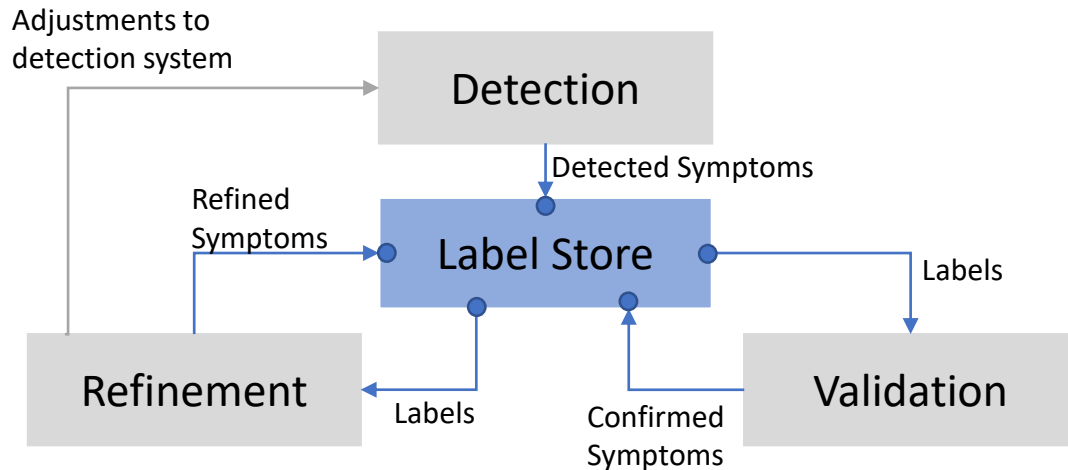 Adjustments to
detection system
Detection
Detected Symptoms
Refined
Symptoms
Label Store
Labels
Refinement
Labels
Confirmed
Symptoms
Validation